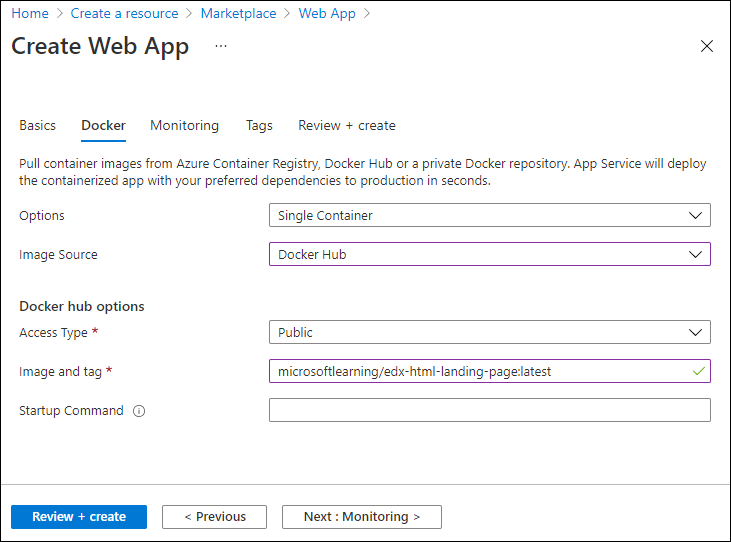 Home > Create a resource > Marketplace > Web App >
Create Web App ...
Basics Docker Monitoring Tags Review + create
Pull container images from Azure Container Registry, Docker Hub or a private Docker repository. App Service will deploy
the containerized app with your preferred dependencies to production in seconds.
Options Single Container
Image Source Docker Hub
Docker hub options
Access Type * Public
Image and tag * microsoftlearning/edx-html-landing-page:latest
Startup Command
Review + create < Previous Next : Monitoring >